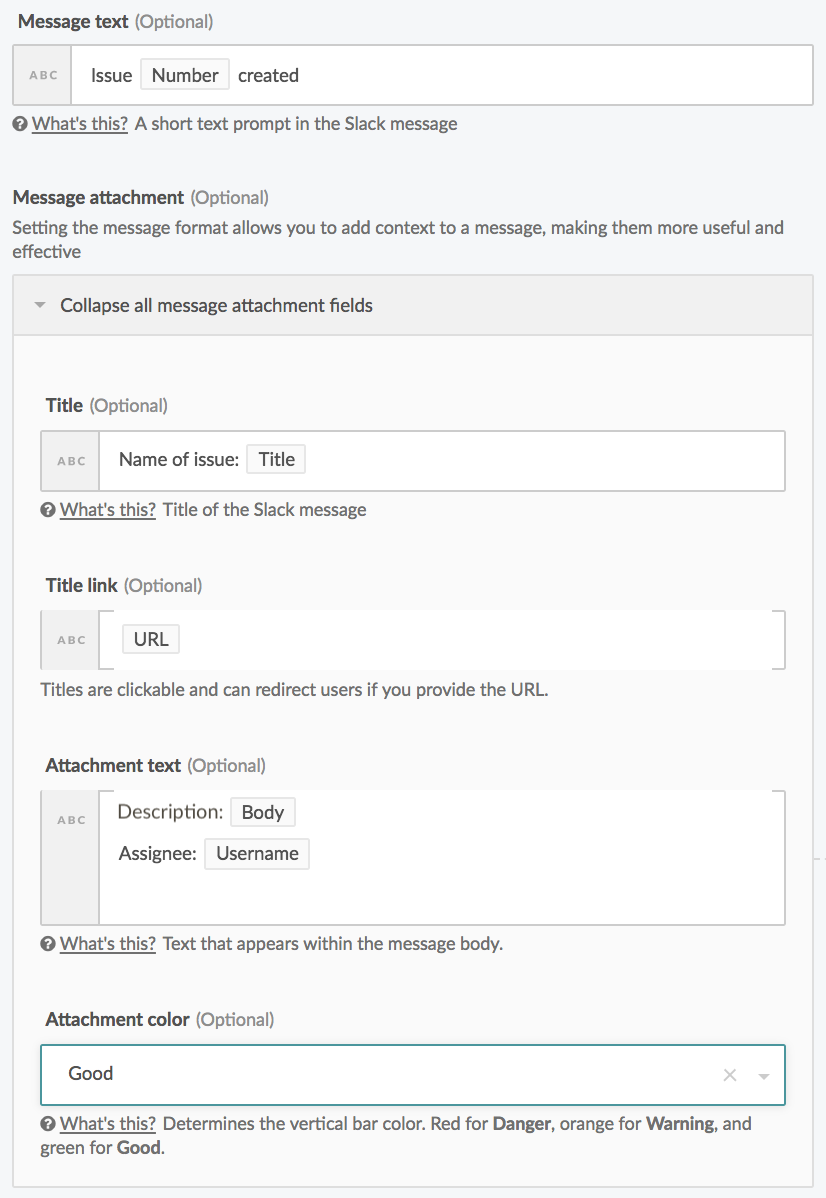 Message text (Optional)
ABC Issue Number created
What's this? A short text prompt in the Slack message
Message attachment (Optional)
Setting the message format allows you to add context to a message, making them more useful and
effective
Collapse all message attachment fields
Title (Optional)
ABC Name of issue: Title
What's this? Title of the Slack message
Title link (Optional)
ABC URL
Titles are clickable and can redirect users if you provide the URL.
Attachment text (Optional)
ABC Description: Body
Assignee: Username
What's this? Text that appears within the message body.
Attachment color (Optional)
Good
What's this? Determines the vertical bar color. Red for Danger, orange for Warning, and
green for Good.